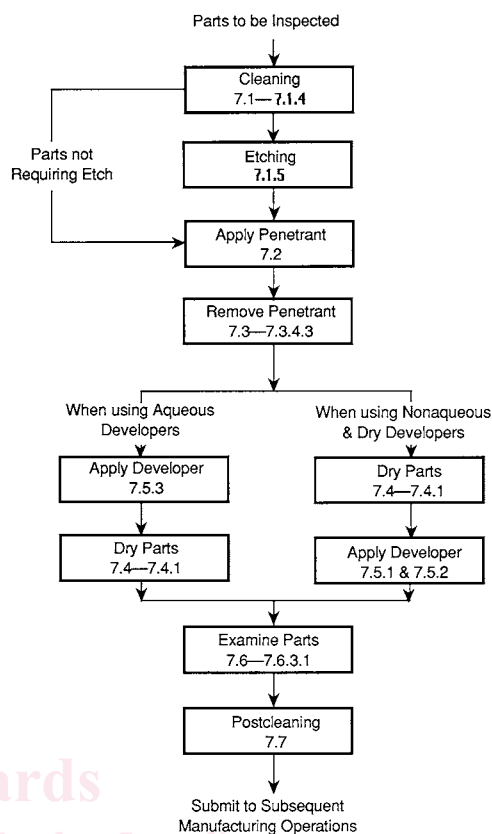 Parts to be Inspected
Cleaning
7.1—7.1.4
Parts not
Requiring Etch
Etching
7.1.5
Apply Penetrant
7.2
Remove Penetrant
7.3—7.3.4.3
When using Aqueous
Developers
Apply Developer
7.5.3
Dry Parts
7.4—7.4.1
When using Nonaqueous
& Dry Developers
Dry Parts
7.4—7.4.1
Apply Developer
7.5.1 & 7.5.2
Examine Parts
7.6—7.6.3.1
Postcleaning
7.7
ards
Submit to Subsequent
Manufacturing Operations